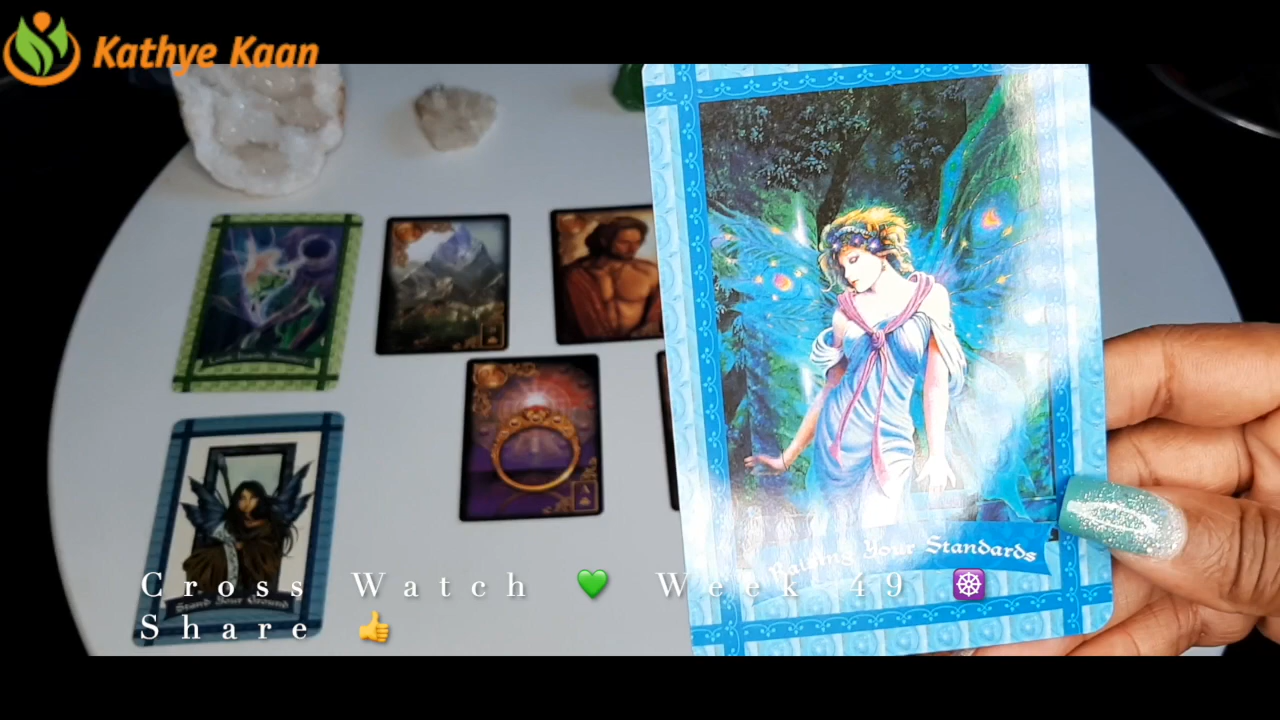 Kathye Kaan
Raising Your Standards
Stand Your Ground
Cross Watch 💚 Week 49 ☸️
Share 👍